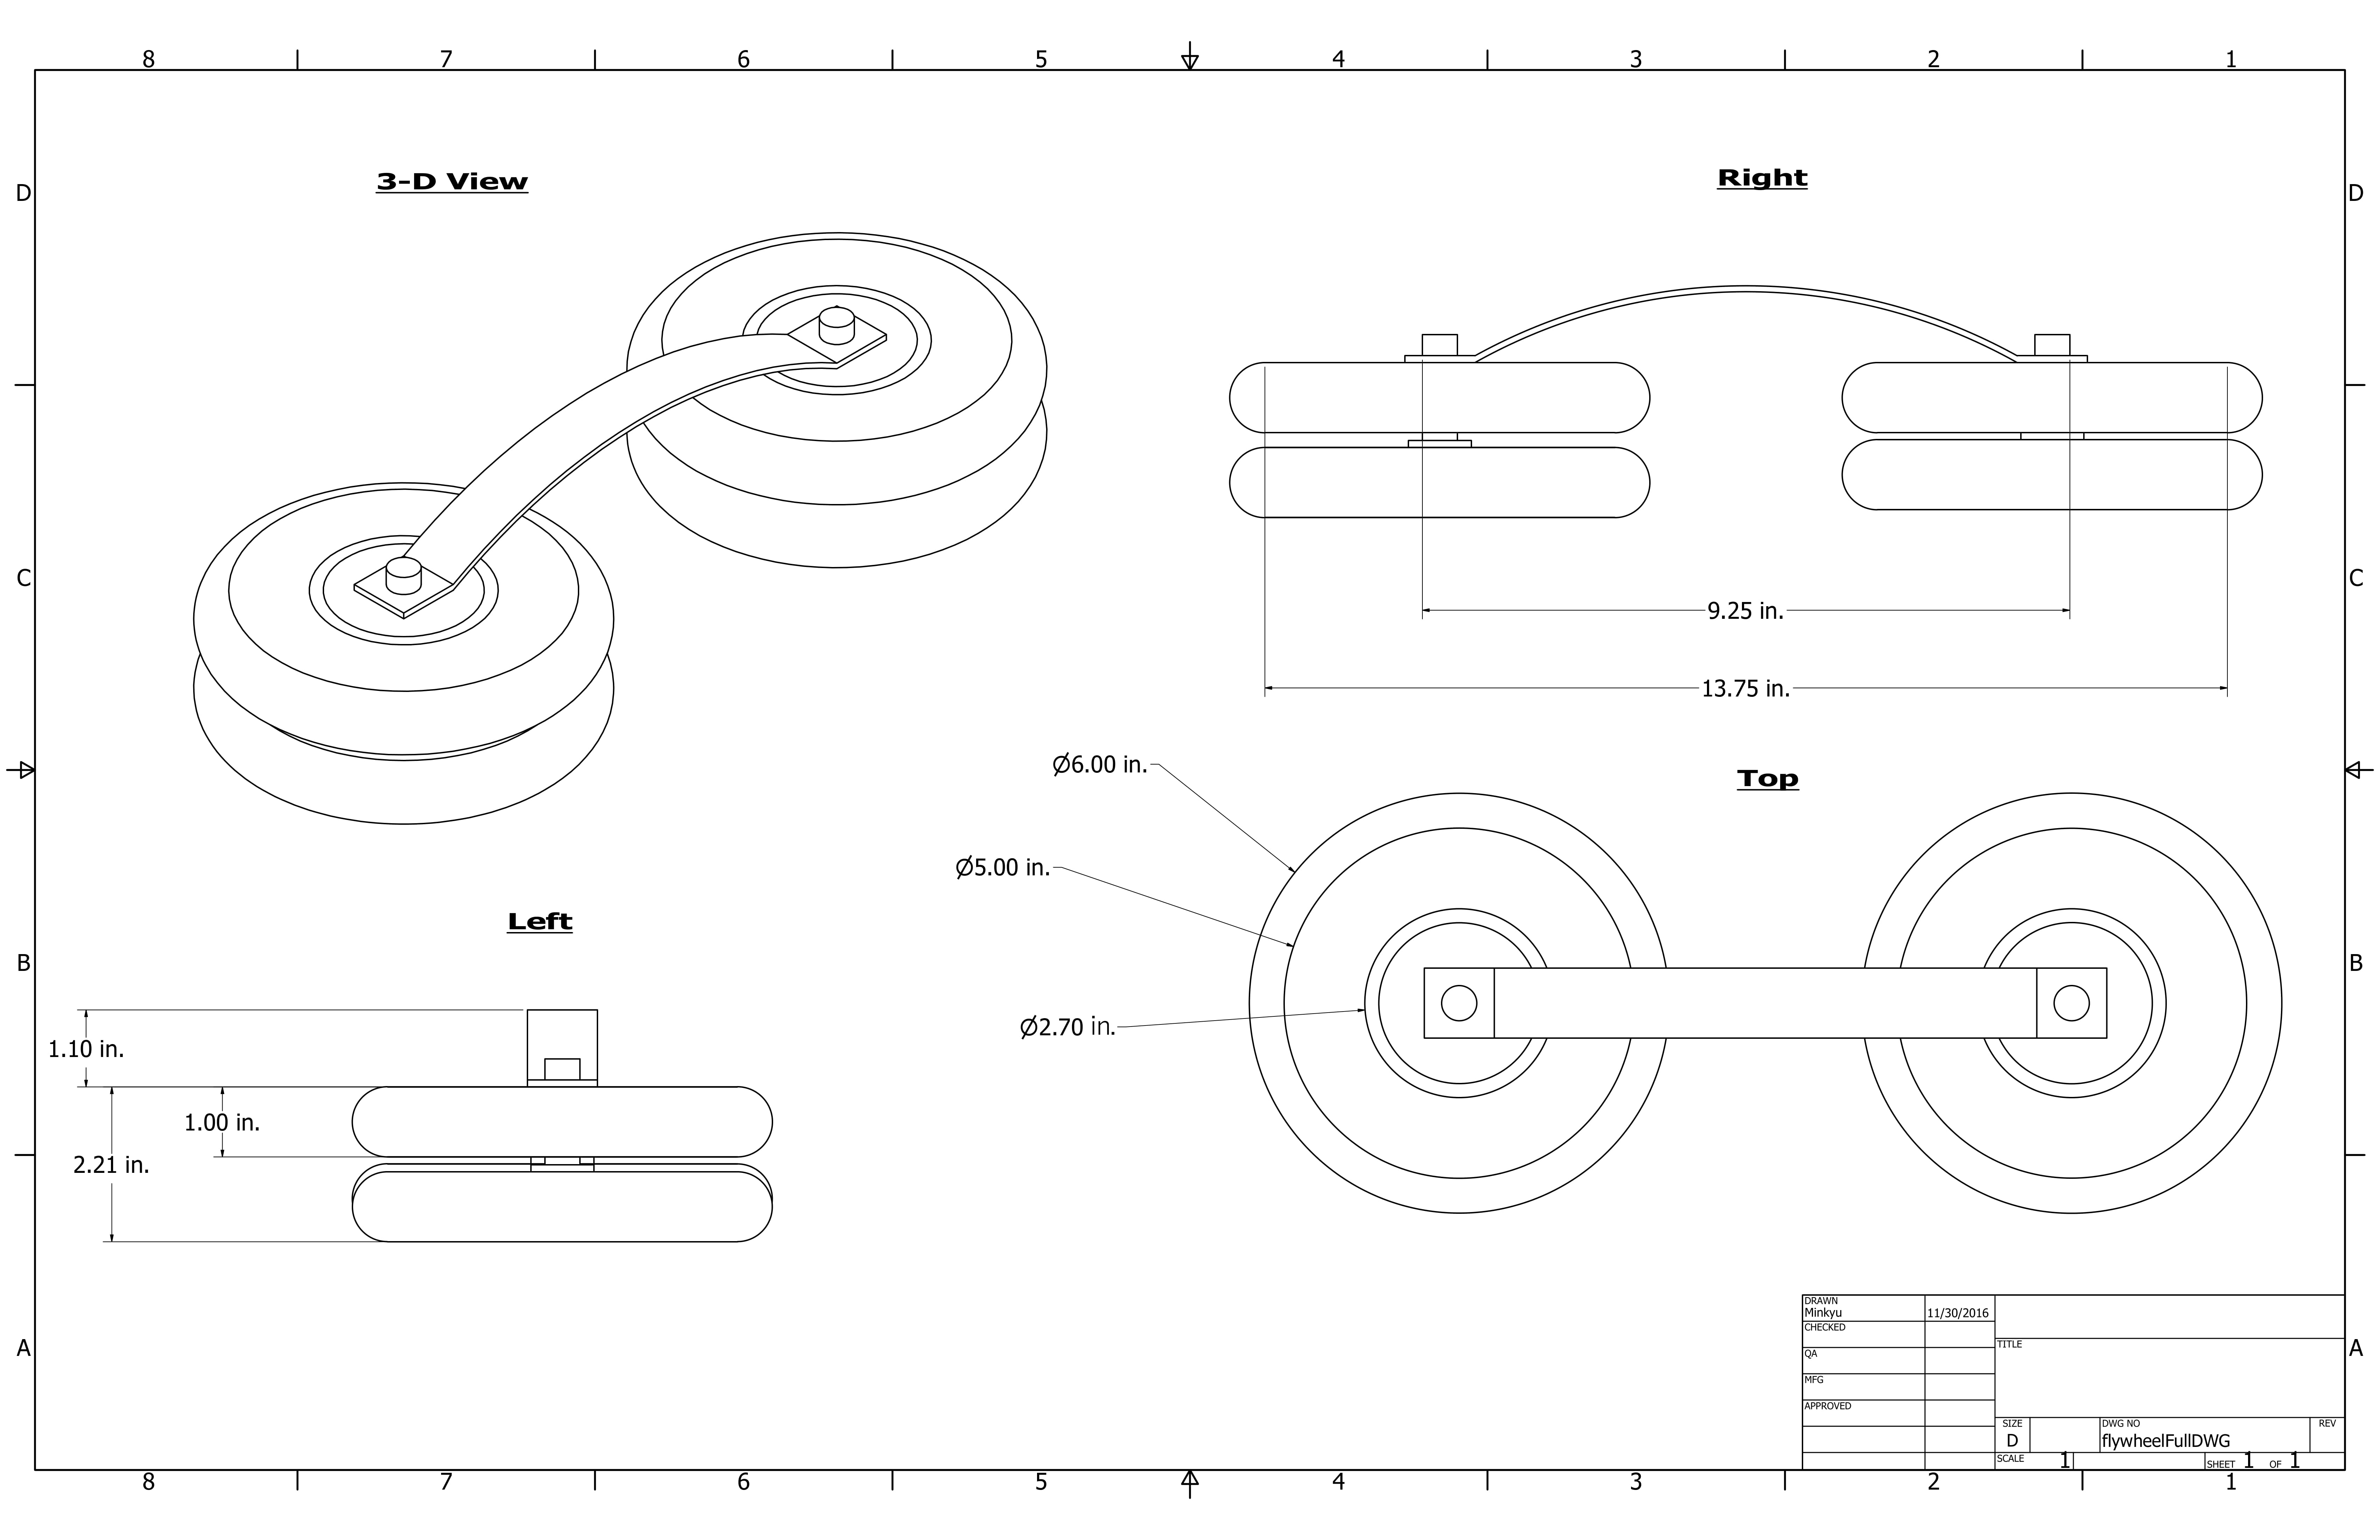 8 7 6 5 4 3 2 1
D D
3-D View
Right
C C
9.25 in.
13.75 in.
Ø6.00 in.
Top
Ø5.00 in.
Left
B B
Ø2.70 in.
1.10 in.
1.00 in.
2.21 in.
DRAWN
Minkyu 11/30/2016
CHECKED
A A
TITLE
QA
MFG
APPROVED
SIZE DWG NO REV
D flywheelFullDWG
SCALE 1 SHEET 1 OF 1
8 7 6 5 4 3 2 1